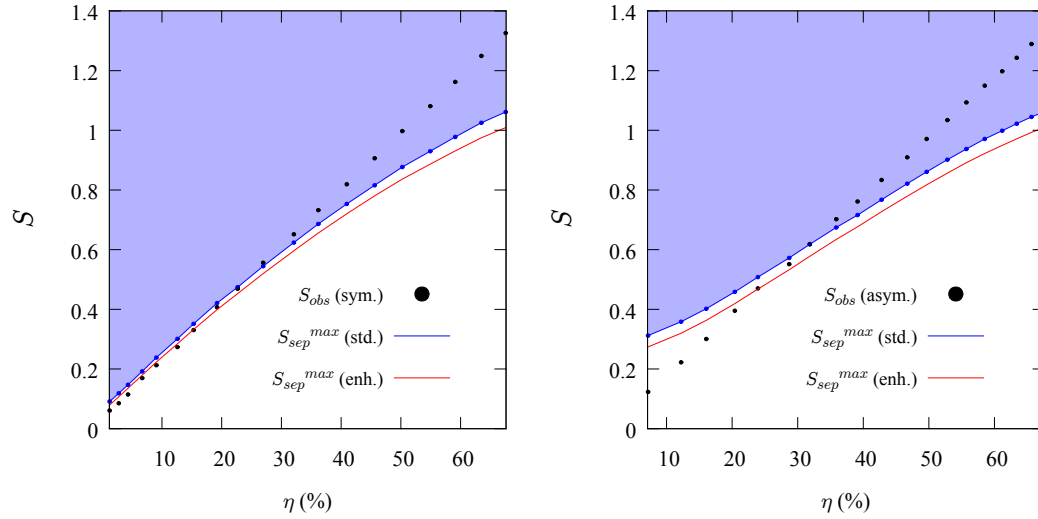 1.4
1.2
1
0.8
0.6
0.4
0.2
0
S
10 20 30 40 50 60
η (%)
S_obs (sym.)
S_sep^max (std.)
S_sep^max (enh.)
1.4
1.2
1
0.8
0.6
0.4
0.2
0
S
10 20 30 40 50 60
η (%)
S_obs (asym.)
S_sep^max (std.)
S_sep^max (enh.)